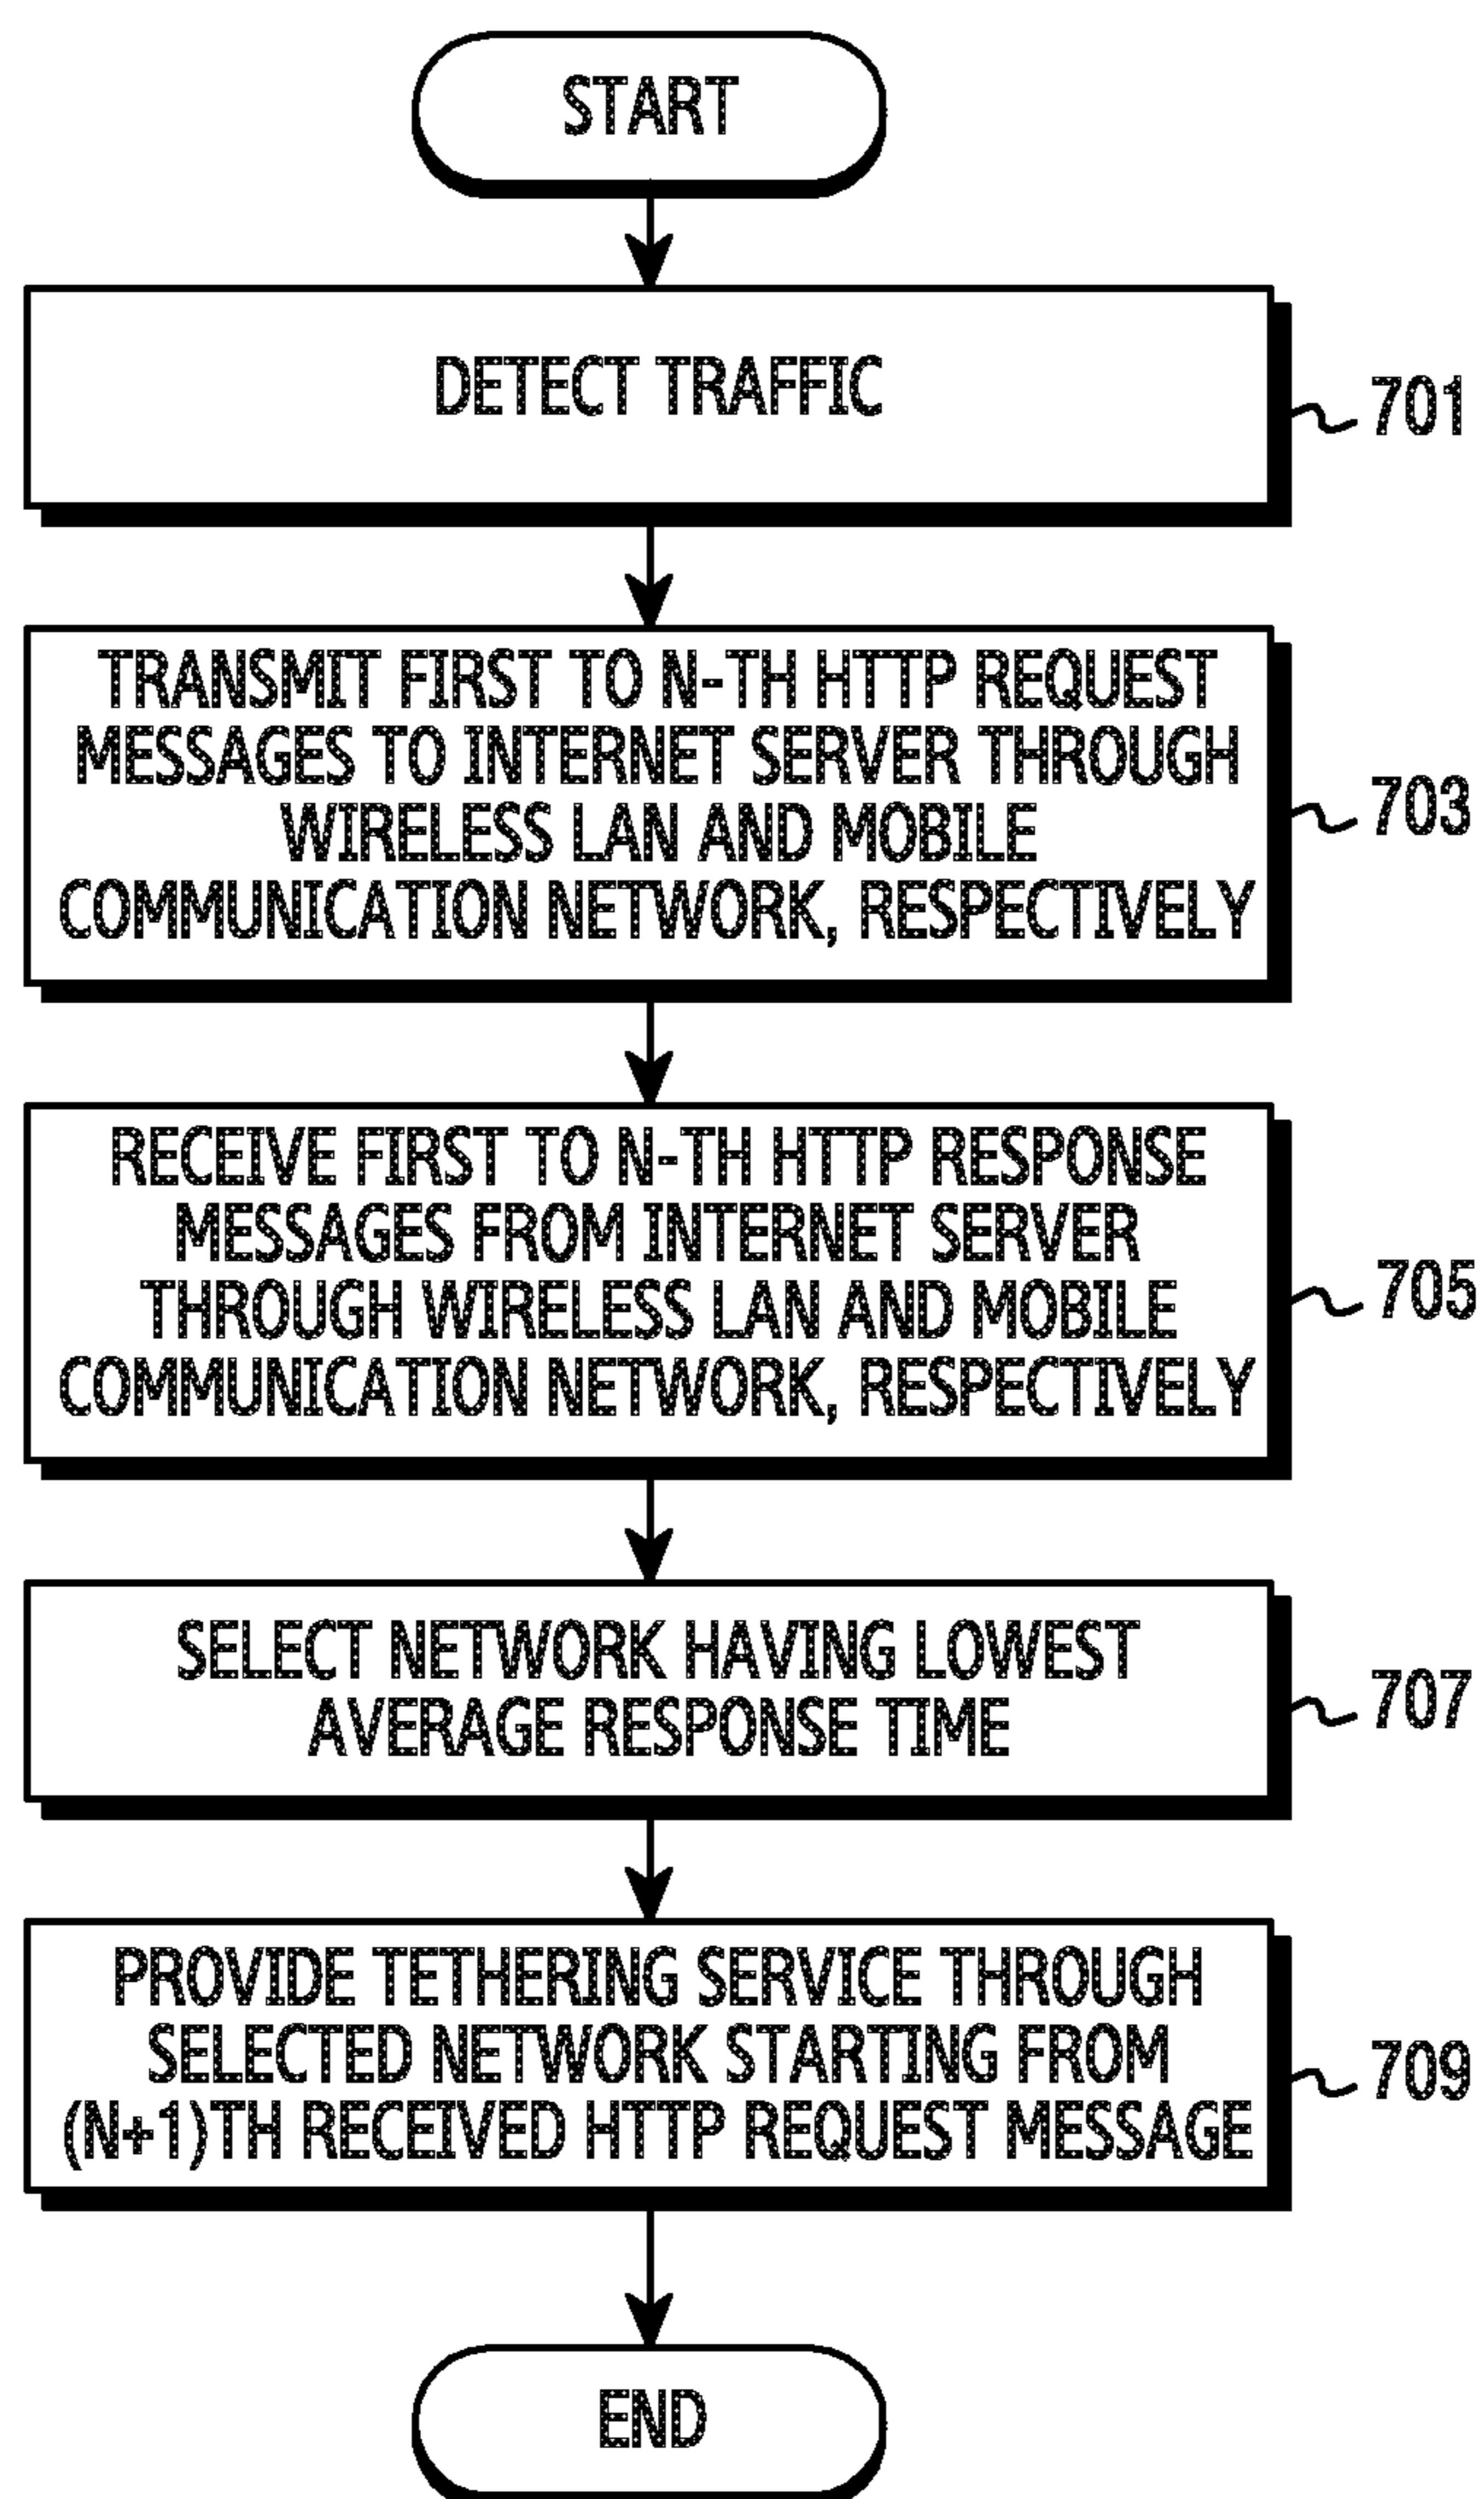 START
DETECT TRAFFIC
701
TRANSMIT FIRST TO N-TH HTTP REQUEST
MESSAGES TO INTERNET SERVER THROUGH
WIRELESS LAN AND MOBILE
COMMUNICATION NETWORK, RESPECTIVELY
703
RECEIVE FIRST TO N-TH HTTP RESPONSE
MESSAGES FROM INTERNET SERVER
THROUGH WIRELESS LAN AND MOBILE
COMMUNICATION NETWORK, RESPECTIVELY
705
SELECT NETWORK HAVING LOWEST
AVERAGE RESPONSE TIME
707
PROVIDE TETHERING SERVICE THROUGH
SELECTED NETWORK STARTING FROM
(N+1)TH RECEIVED HTTP REQUEST MESSAGE
709
END